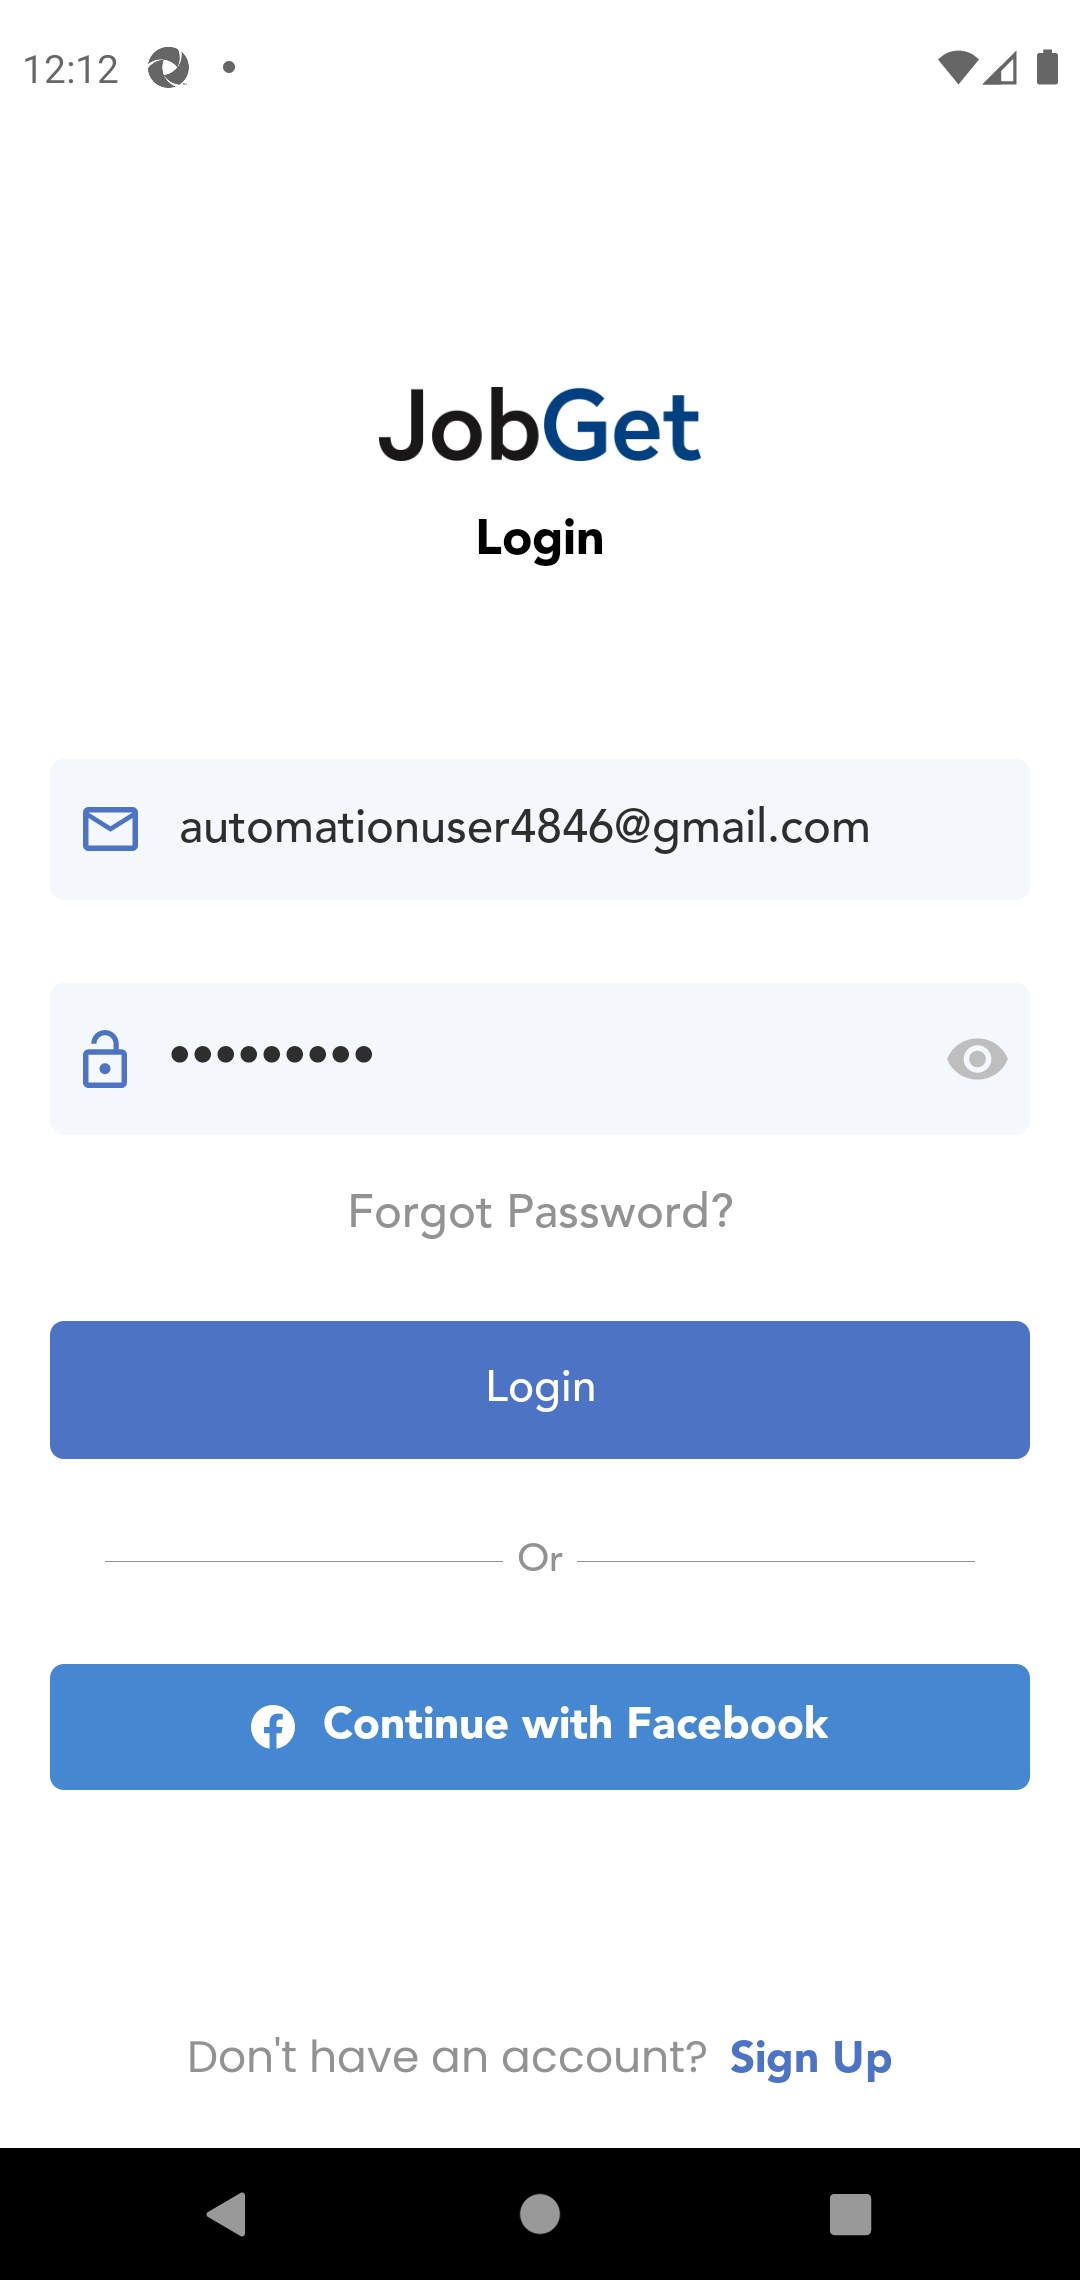 12:12
JobGet
Login
automationuser4846@gmail.com
•••••••••
Forgot Password?
Login
Or
Continue with Facebook
Don't have an account? Sign Up